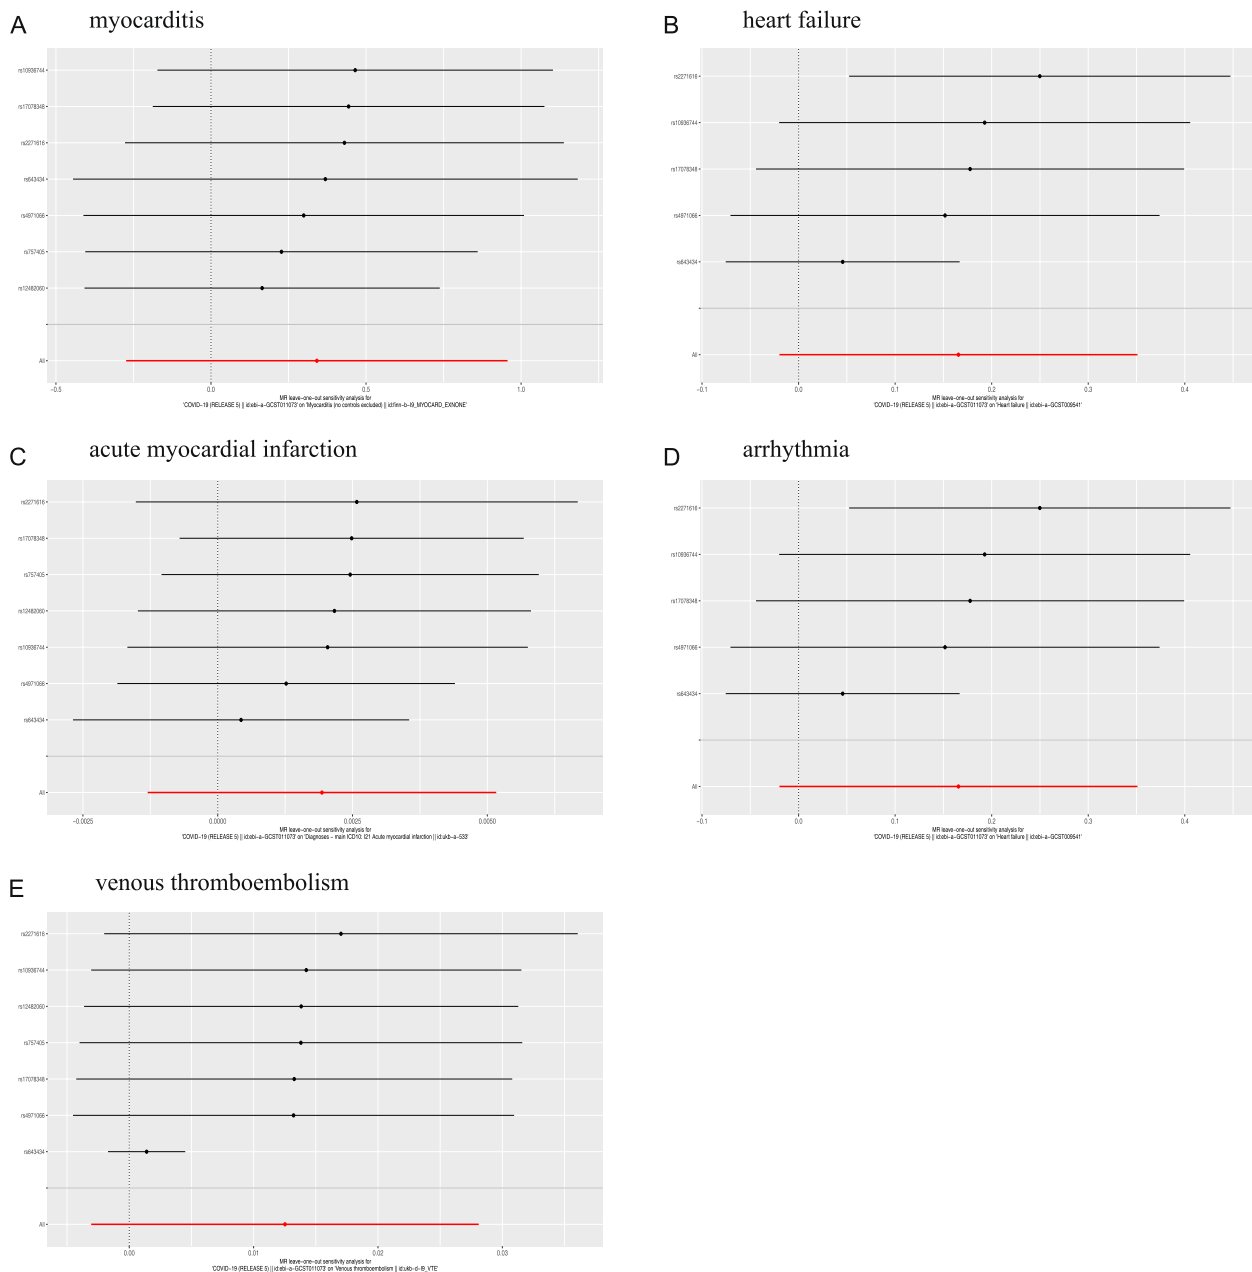 A myocarditis
rs10936744
rs17078348
rs2271616
rs643434
rs4971066
rs757405
rs12482060
All
−0.5 0.0 0.5 1.0
MR leave−one−out sensitivity analysis for
'COVID−19 (RELEASE 5) || id:ebi−a−GCST011073' on 'Myocarditis (no controls excluded) || id:finn−b−I9_MYOCARD_EXNONE'
B heart failure
rs2271616
rs10936744
rs17078348
rs4971066
rs643434
All
−0.1 0.0 0.1 0.2 0.3 0.4
MR leave−one−out sensitivity analysis for
'COVID−19 (RELEASE 5) || id:ebi−a−GCST011073' on 'Heart failure || id:ebi−a−GCST009541'
C acute myocardial infarction
rs2271616
rs17078348
rs757405
rs12482060
rs10936744
rs4971066
rs643434
All
−0.0025 0.0000 0.0025 0.0050
MR leave−one−out sensitivity analysis for
'COVID−19 (RELEASE 5) || id:ebi−a−GCST011073' on 'Diagnoses − main ICD10: I21 Acute myocardial infarction || id:ukb−a−533'
D arrhythmia
rs2271616
rs10936744
rs17078348
rs4971066
rs643434
All
−0.1 0.0 0.1 0.2 0.3 0.4
MR leave−one−out sensitivity analysis for
'COVID−19 (RELEASE 5) || id:ebi−a−GCST011073' on 'Heart failure || id:ebi−a−GCST009541'
E venous thromboembolism
rs2271616
rs10936744
rs12482060
rs757405
rs17078348
rs4971066
rs643434
All
0.00 0.01 0.02 0.03
MR leave−one−out sensitivity analysis for
'COVID−19 (RELEASE 5) || id:ebi−a−GCST011073' on 'Venous thromboembolism || id:ukb−d−I9_VTE'